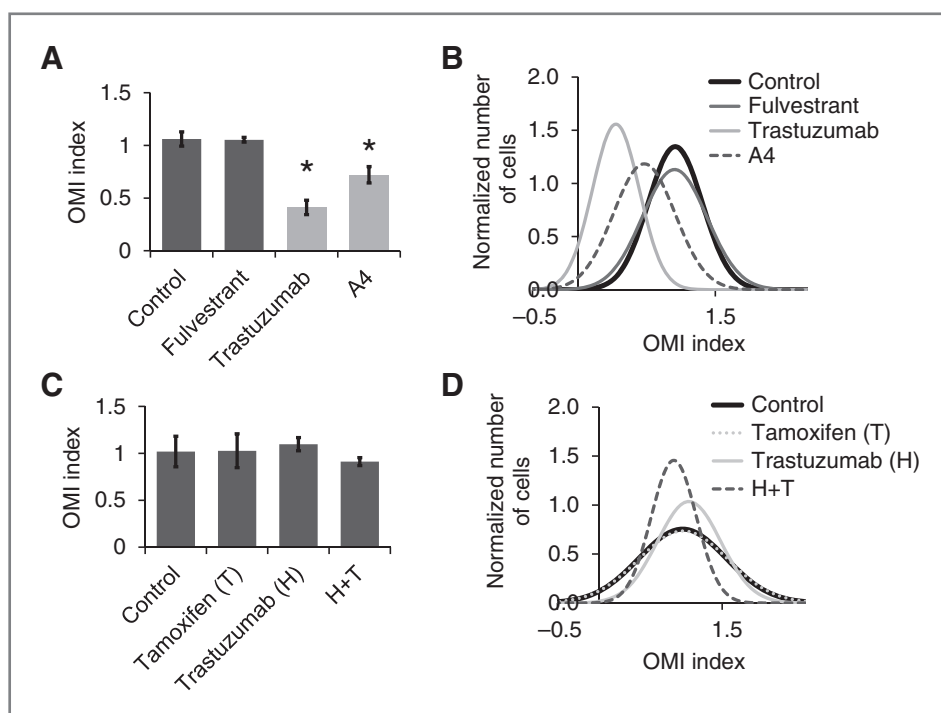 A
1.5
1
0.5
0
OMI index
*
*
Control
Fulvestrant
Trastuzumab
A4
B
2.0
1.5
1.0
0.5
0.0
Normalized number
of cells
Control
Fulvestrant
Trastuzumab
A4
–0.5
1.5
OMI index
C
1.5
1
0.5
0
OMI index
Control
Tamoxifen (T)
Trastuzumab (H)
H+T
D
2.0
1.5
1.0
0.5
0.0
Normalized number
of cells
Control
Tamoxifen (T)
Trastuzumab (H)
H+T
–0.5
1.5
OMI index